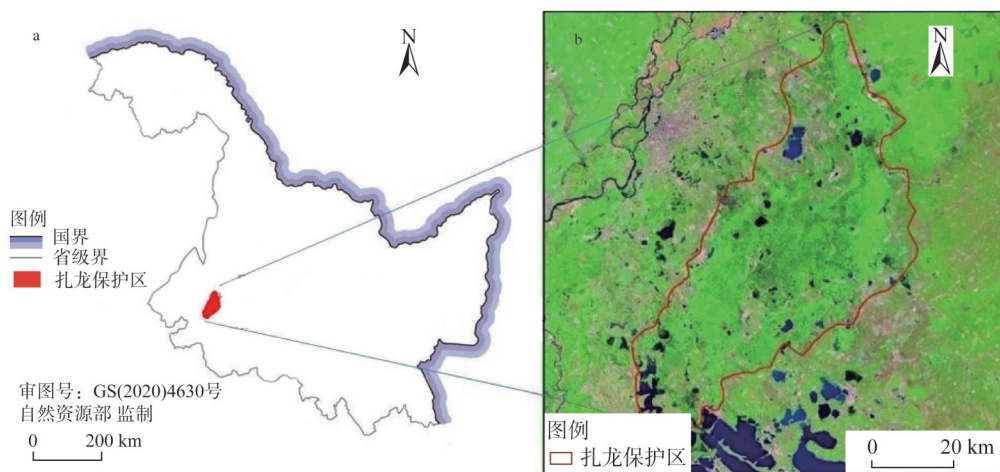 a
N
图例
国界
省级界
扎龙保护区
审图号：GS(2020)4630号
自然资源部 监制
0 200 km
b
N
图例
扎龙保护区
0 20 km